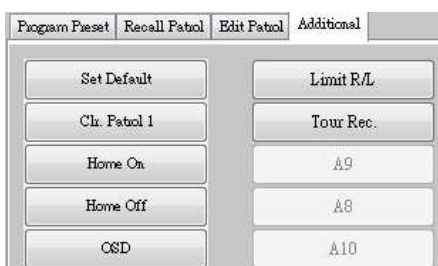 Program Preset Recall Patrol Edit Patrol Additional
Set Default Limit R/L
Clr. Patrol 1 Tour Rec.
Home On A9
Home Off A8
OSD A10